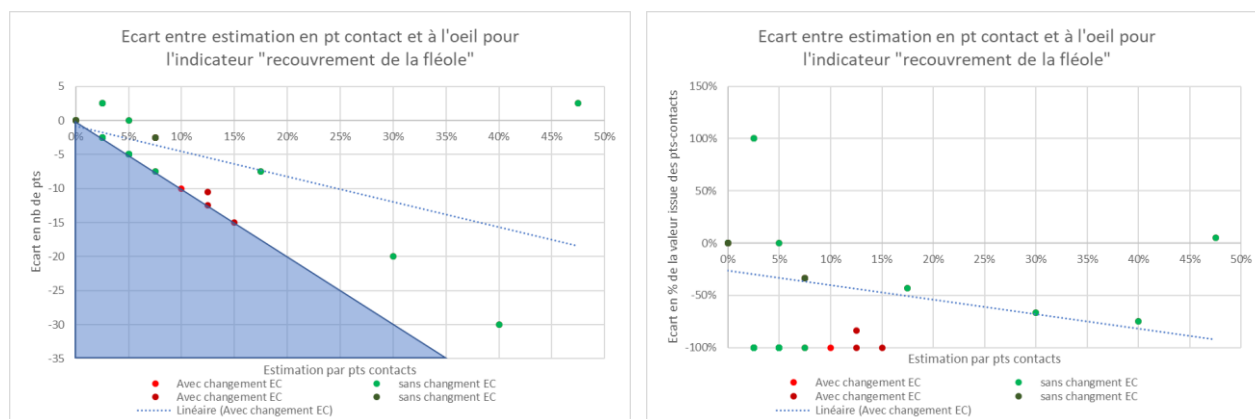 Ecart entre estimation en pt contact et à l'oeil pour
l'indicateur "recouvrement de la fléole"
5
0
-5
-10
-15
-20
-25
-30
-35
0% 5% 10% 15% 20% 25% 30% 35% 40% 45% 50%
Ecart en nb de pts
Estimation par pts contacts
Avec changement EC sans changment EC
Avec changement EC sans changment EC
Linéaire (Avec changement EC)
Ecart entre estimation en pt contact et à l'oeil pour
l'indicateur "recouvrement de la fléole"
150%
100%
50%
0%
-50%
-100%
0% 5% 10% 15% 20% 25% 30% 35% 40% 45% 50%
Ecart en % de la valeur issue des pts-contacts
Estimation par pts contacts
Avec changement EC sans changment EC
Avec changement EC sans changment EC
Linéaire (Avec changement EC)